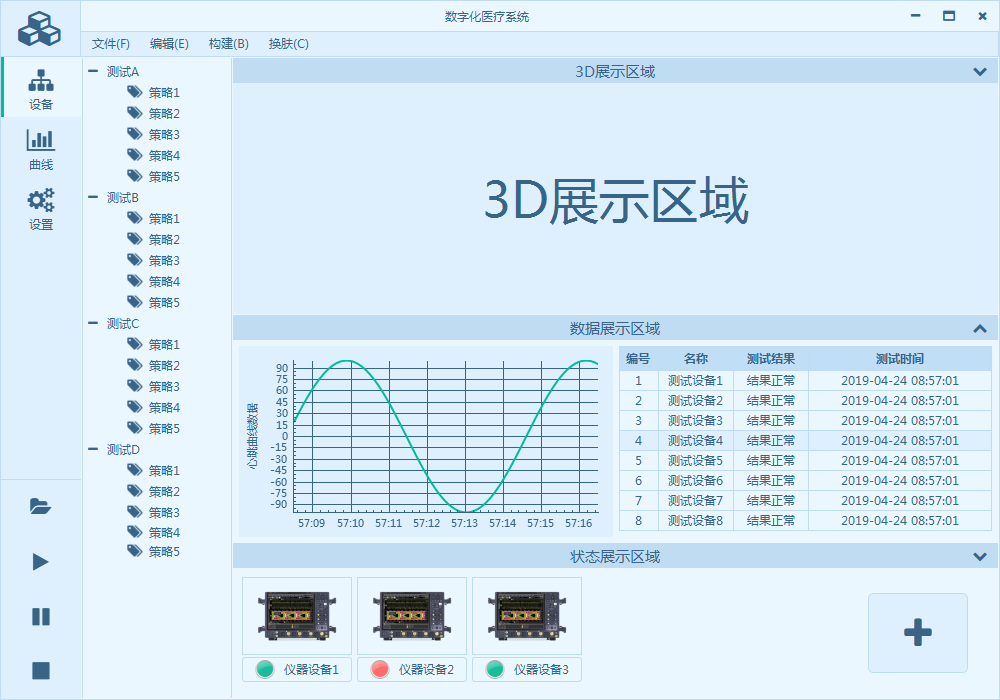 数字化医疗系统
文件(F) 编辑(E) 构建(B) 换肤(C)
设备
曲线
设置
测试A
策略1
策略2
策略3
策略4
策略5
测试B
策略1
策略2
策略3
策略4
策略5
测试C
策略1
策略2
策略3
策略4
策略5
测试D
策略1
策略2
策略3
策略4
策略5
3D展示区域
3D展示区域
数据展示区域
心跳曲线数据
90
75
60
45
30
15
0
-15
-30
-45
-60
-75
-90
57:09 57:10 57:11 57:12 57:13 57:14 57:15 57:16
编号 名称 测试结果 测试时间
1 测试设备1 结果正常 2019-04-24 08:57:01
2 测试设备2 结果正常 2019-04-24 08:57:01
3 测试设备3 结果正常 2019-04-24 08:57:01
4 测试设备4 结果正常 2019-04-24 08:57:01
5 测试设备5 结果正常 2019-04-24 08:57:01
6 测试设备6 结果正常 2019-04-24 08:57:01
7 测试设备7 结果正常 2019-04-24 08:57:01
8 测试设备8 结果正常 2019-04-24 08:57:01
状态展示区域
仪器设备1 仪器设备2 仪器设备3